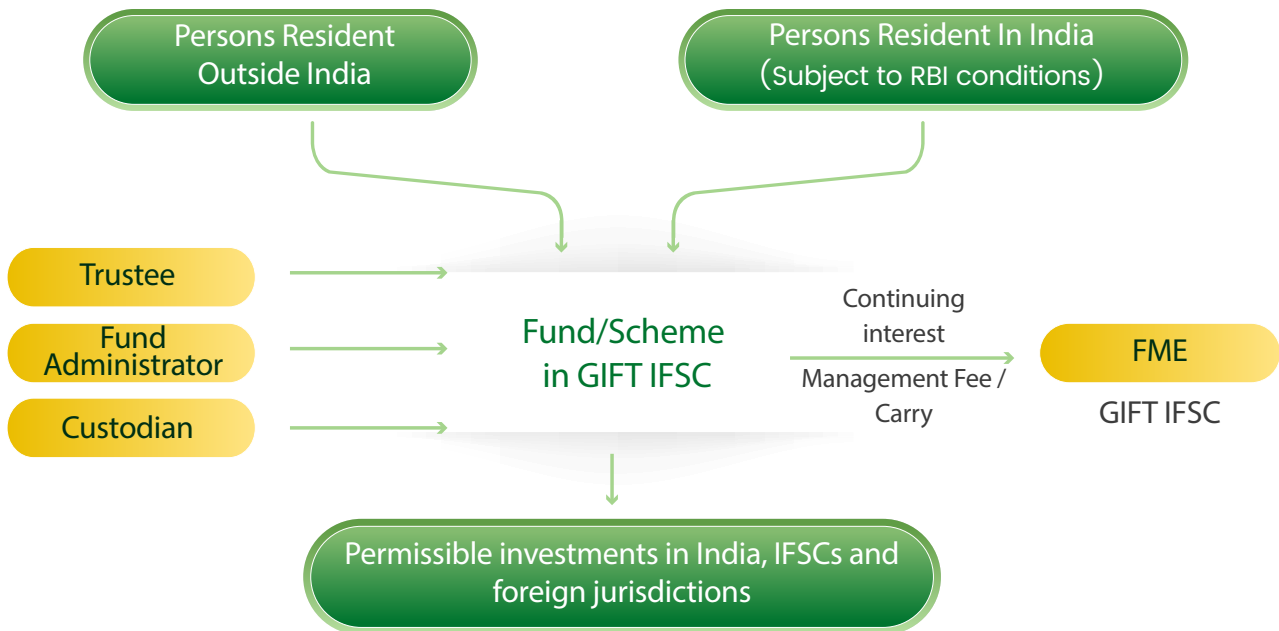 Persons Resident
Outside India
Persons Resident In India
(Subject to RBI conditions)
Trustee
Fund
Administrator
Custodian
Fund/Scheme
in GIFT IFSC
Continuing
interest
Management Fee /
Carry
FME
GIFT IFSC
Permissible investments in India, IFSCs and
foreign jurisdictions